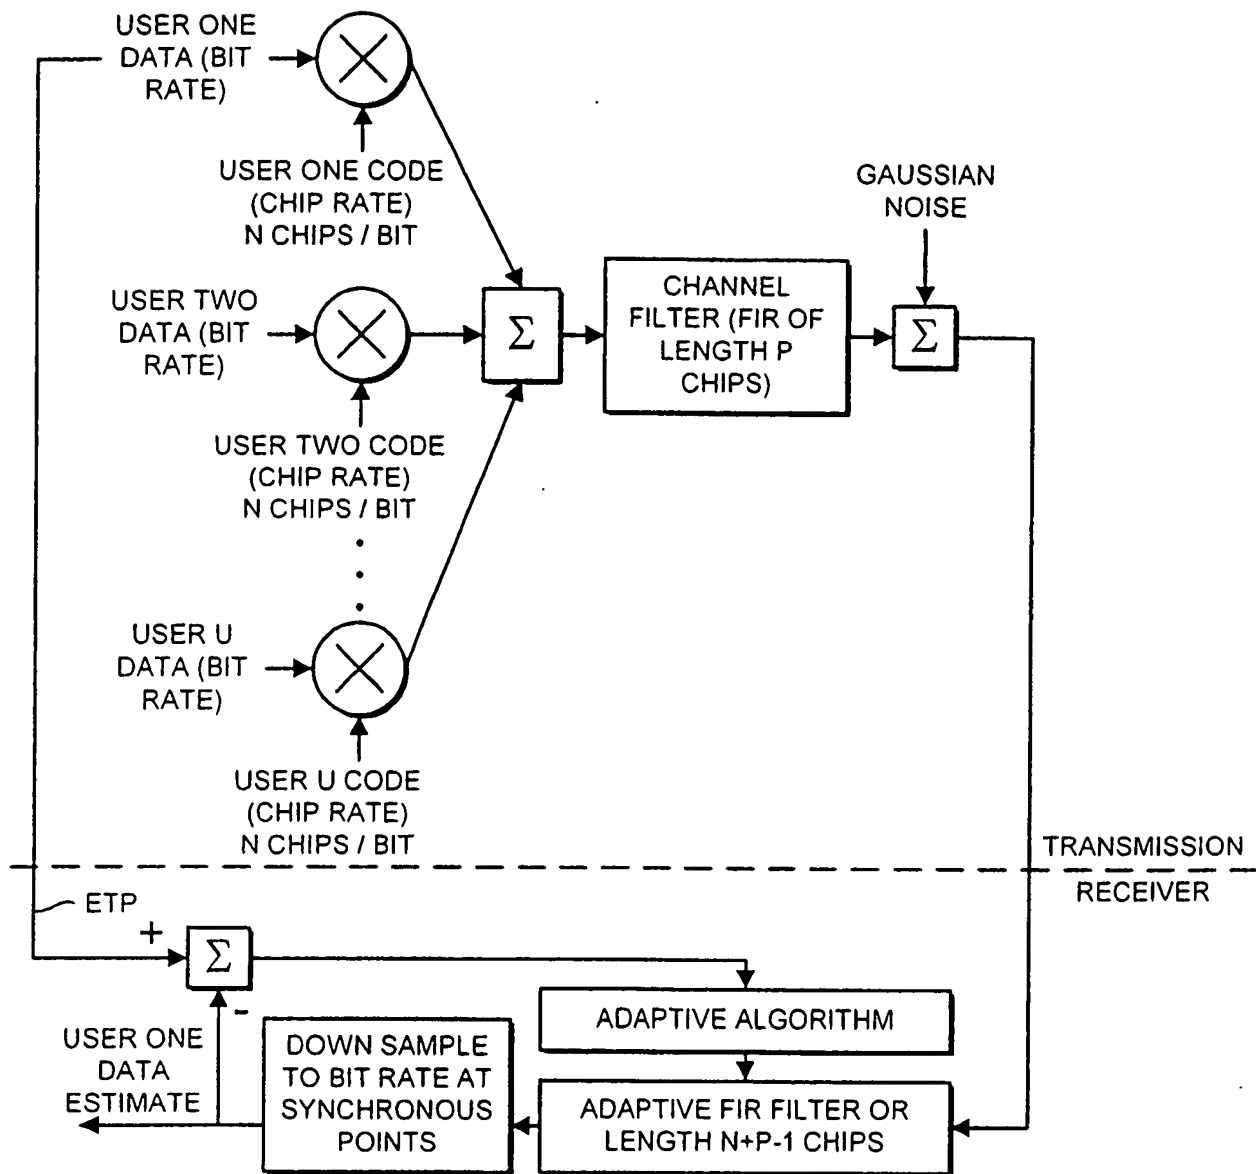 USER ONE
DATA (BIT
RATE)
USER ONE CODE
(CHIP RATE)
N CHIPS / BIT
USER TWO
DATA (BIT
RATE)
USER TWO CODE
(CHIP RATE)
N CHIPS / BIT
USER U
DATA (BIT
RATE)
USER U CODE
(CHIP RATE)
N CHIPS / BIT
Σ
CHANNEL
FILTER (FIR OF
LENGTH P
CHIPS)
GAUSSIAN
NOISE
Σ
TRANSMISSION
RECEIVER
ETP
+
Σ
-
ADAPTIVE ALGORITHM
USER ONE
DATA
ESTIMATE
DOWN SAMPLE
TO BIT RATE AT
SYNCHRONOUS
POINTS
ADAPTIVE FIR FILTER OR
LENGTH N+P-1 CHIPS